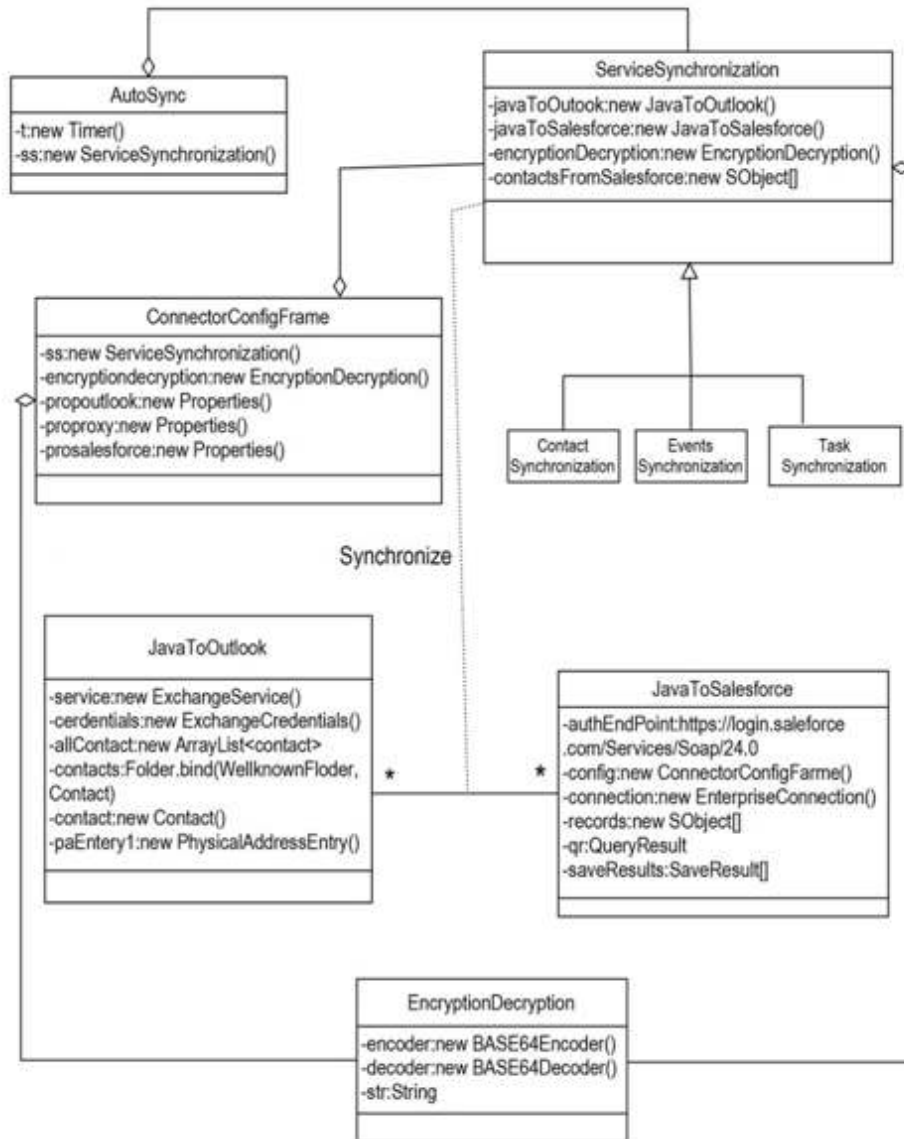 AutoSync
-t:new Timer()
-ss:new ServiceSynchronization()
ServiceSynchronization
-javaToOutook:new JavaToOutlook()
-javaToSalesforce:new JavaToSalesforce()
-encryptionDecryption:new EncryptionDecryption()
-contactsFromSalesforce:new SObject[]
ConnectorConfigFrame
-ss:new ServiceSynchronization()
-encryptiondecryption:new EncryptionDecryption()
-propoutlook:new Properties()
-proproxy:new Properties()
-prosalesforce:new Properties()
Contact
Synchronization
Events
Synchronization
Task
Synchronization
Synchronize
JavaToOutlook
-service:new ExchangeService()
-cerdentials:new ExchangeCredentials()
-allContact:new ArrayList<contact>
-contacts:Folder.bind(WellknownFloder,
Contact)
-contact:new Contact()
-paEntery1:new PhysicalAddressEntry()
*
*
JavaToSalesforce
-authEndPoint:https://login.saleforce
.com/Services/Soap/24.0
-config:new ConnectorConfigFarme()
-connection:new EnterpriseConnection()
-records:new SObject[]
-qr:QueryResult
-saveResults:SaveResult[]
EncryptionDecryption
-encoder:new BASE64Encoder()
-decoder:new BASE64Decoder()
-str:String